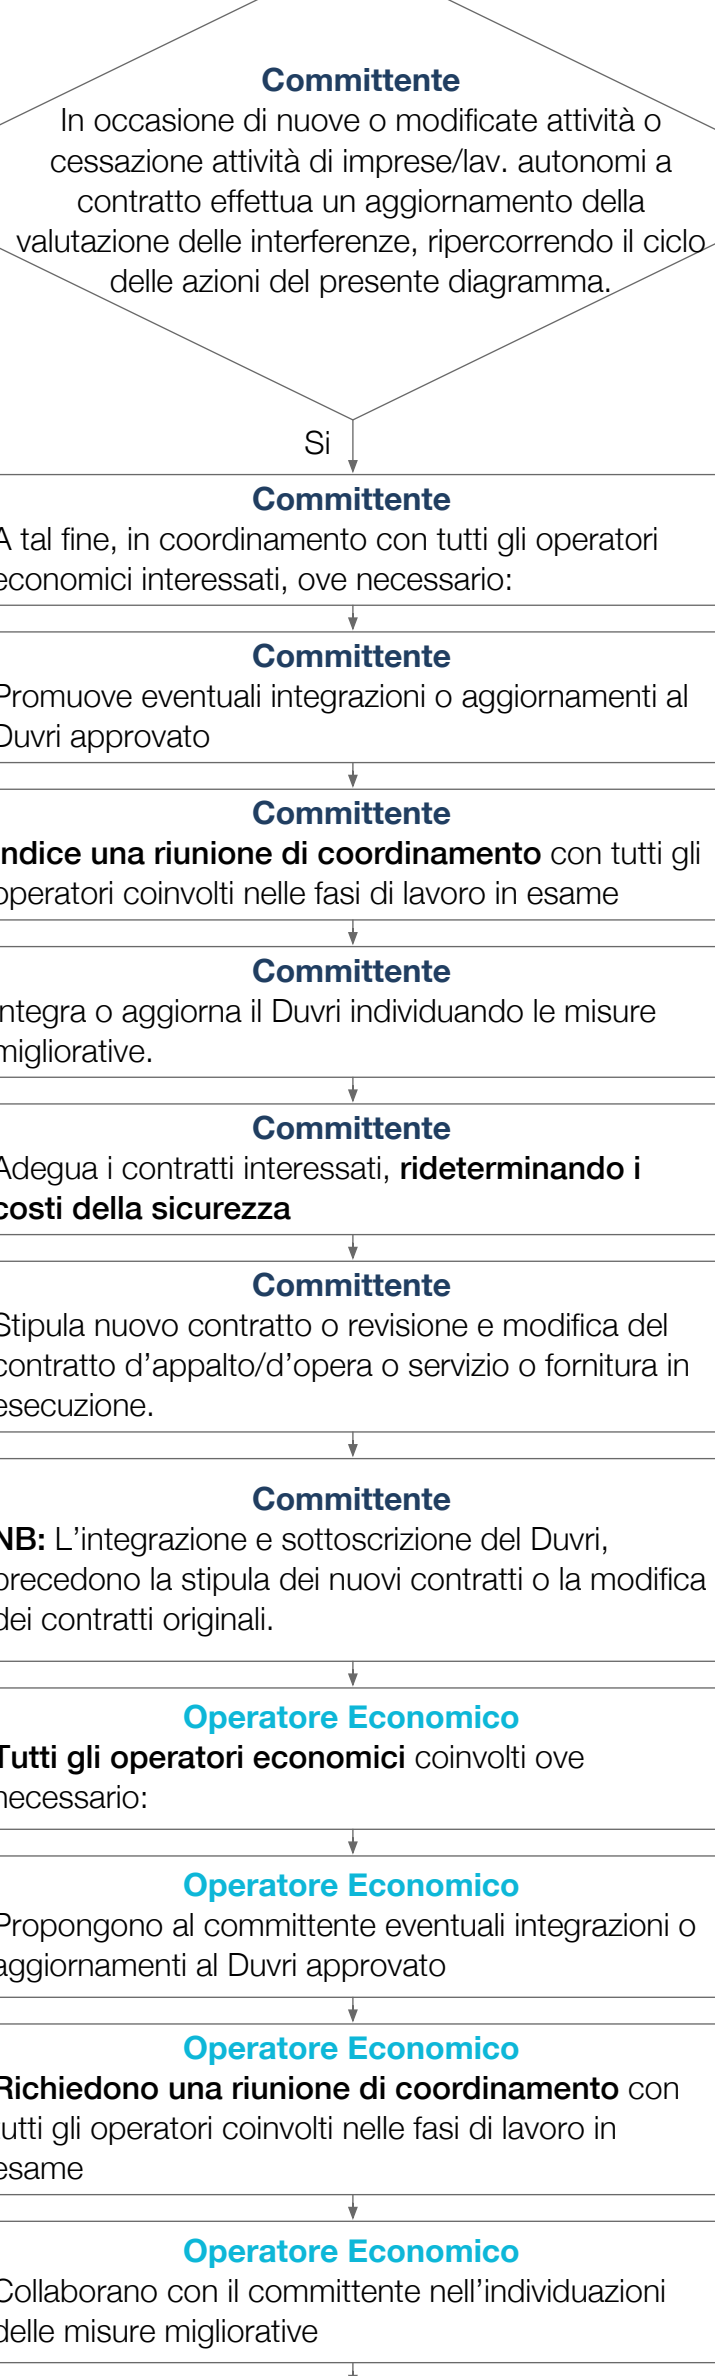 Committente
In occasione di nuove o modificate attività o
cessazione attività di imprese/lav. autonomi a
contratto effettua un aggiornamento della
valutazione delle interferenze, ripercorrendo il ciclo
delle azioni del presente diagramma.
Si
Committente
A tal fine, in coordinamento con tutti gli operatori
economici interessati, ove necessario:
Committente
Promuove eventuali integrazioni o aggiornamenti al
Duvri approvato
Committente
Indice una riunione di coordinamento con tutti gli
operatori coinvolti nelle fasi di lavoro in esame
Committente
Integra o aggiorna il Duvri individuando le misure
migliorative.
Committente
Adegua i contratti interessati, rideterminando i
costi della sicurezza
Committente
Stipula nuovo contratto o revisione e modifica del
contratto d'appalto/d'opera o servizio o fornitura in
esecuzione.
Committente
NB: L'integrazione e sottoscrizione del Duvri,
precedono la stipula dei nuovi contratti o la modifica
dei contratti originali.
Operatore Economico
Tutti gli operatori economici coinvolti ove
necessario:
Operatore Economico
Propongono al committente eventuali integrazioni o
aggiornamenti al Duvri approvato
Operatore Economico
Richiedono una riunione di coordinamento con
tutti gli operatori coinvolti nelle fasi di lavoro in
esame
Operatore Economico
Collaborano con il committente nell'individuazioni
delle misure migliorative